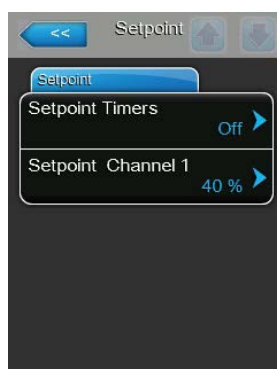 << Setpoint
Setpoint
Setpoint Timers
Off
Setpoint Channel 1
40 %